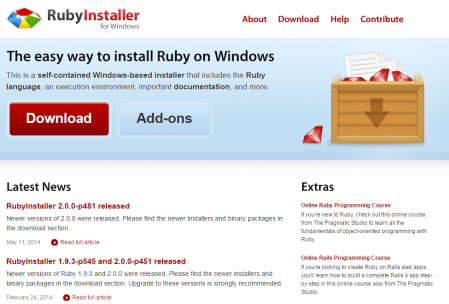 RubyInstaller
for Windows
About Download Help Contribute
The easy way to install Ruby on Windows
This is a self-contained Windows-based installer that includes the Ruby
language, an execution environment, important documentation, and more.
Download
Add-ons
Latest News
RubyInstaller 2.0.0-p481 released
Newer versions of 2.0.0 were released. Please find the newer installers and binary packages in
the download section.
May 11, 2014 Read full article
RubyInstaller 1.9.3-p545 and 2.0.0-p451 released
Newer versions of Ruby 1.9.3 and 2.0.0 were released. Please find the newer installers and
binary packages in the download section. Upgrade to these versions is strongly recommended.
February 24, 2014 Read full article
Extras
Online Ruby Programming Course
If you're new to Ruby, check out this online course
from The Pragmatic Studio to learn all the
fundamentals of object-oriented programming with
Ruby.
Online Rails Programming Course
If you're looking to create Ruby on Rails web apps,
you'll learn how to build a complete Rails 4 app step-
by-step in this online course also from The Pragmatic
Studio.